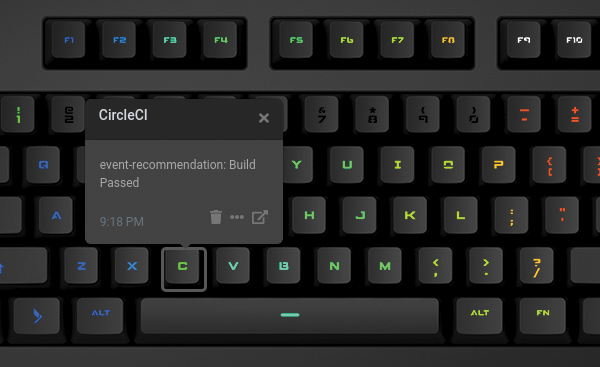 F1 F2 F3 F4 F5 F6 F7 F8 F9 F10
! 1 @ 2 & 7 * 8 ( 9 ) 0 - + =
CircleCI
event-recommendation: Build
Passed
9:18 PM
Q Y U I O P { [
A H J K L : ; " '
Z X C V B N M < , > . ? /
ALT ALT FN